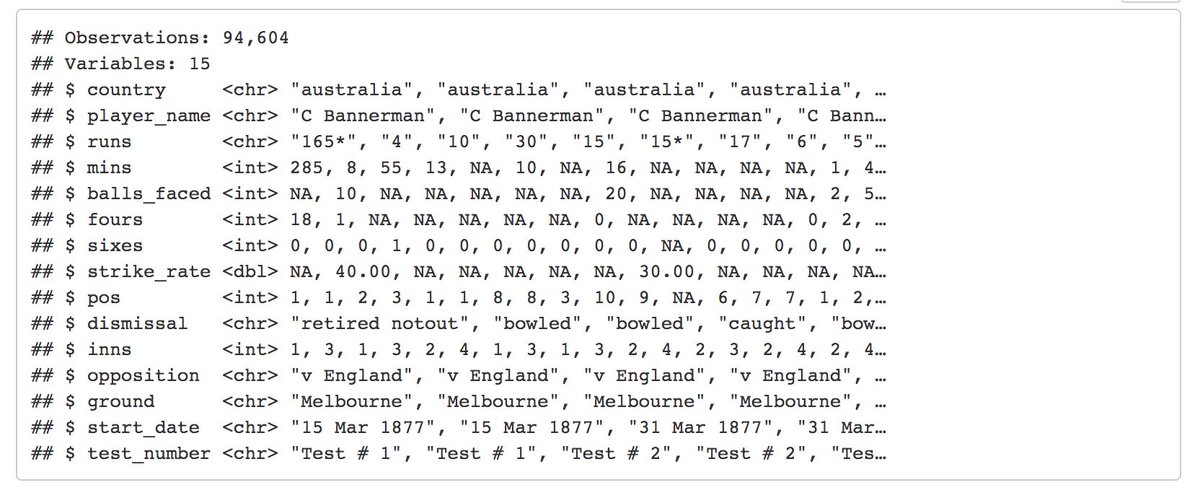 ## Observations: 94,604
## Variables: 15
## $ country      <chr> "australia", "australia", "australia", "australia", …
## $ player_name <chr> "C Bannerman", "C Bannerman", "C Bannerman", "C Bann…
## $ runs         <chr> "165*", "4", "10", "30", "15", "15*", "17", "6", "5"…
## $ mins         <int> 285, 8, 55, 13, NA, 10, NA, 16, NA, NA, NA, NA, 1, 4…
## $ balls_faced <int> NA, 10, NA, NA, NA, NA, NA, 20, NA, NA, NA, NA, 2, 5…
## $ fours        <int> 18, 1, NA, NA, NA, NA, 0, NA, NA, NA, NA, 0, 2, …
## $ sixes        <int> 0, 0, 0, 1, 0, 0, 0, 0, 0, 0, 0, NA, 0, 0, 0, 0, 0, …
## $ strike_rate <dbl> NA, 40.00, NA, NA, NA, NA, NA, 30.00, NA, NA, NA, NA…
## $ pos          <int> 1, 1, 2, 3, 1, 1, 8, 8, 3, 10, 9, NA, 6, 7, 7, 1, 2,…
## $ dismissal    <chr> "retired notout", "bowled", "bowled", "caught", "bow…
## $ inns         <int> 1, 3, 1, 3, 2, 4, 1, 3, 1, 3, 2, 4, 2, 3, 2, 4, 2, 4…
## $ opposition   <chr> "v England", "v England", "v England", "v England", …
## $ ground       <chr> "Melbourne", "Melbourne", "Melbourne", "Melbourne", …
## $ start_date   <chr> "15 Mar 1877", "15 Mar 1877", "31 Mar 1877", "31 Mar…
## $ test_number <chr> "Test # 1", "Test # 1", "Test # 2", "Test # 2", "Tes…